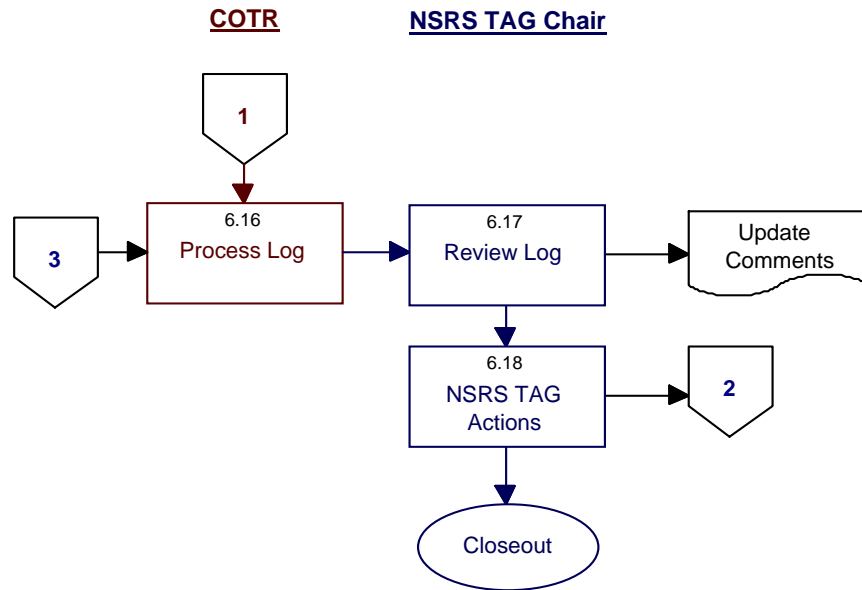 COTR
NSRS TAG Chair
1
3
6.16
Process Log
6.17
Review Log
Update
Comments
6.18
NSRS TAG
Actions
2
Closeout